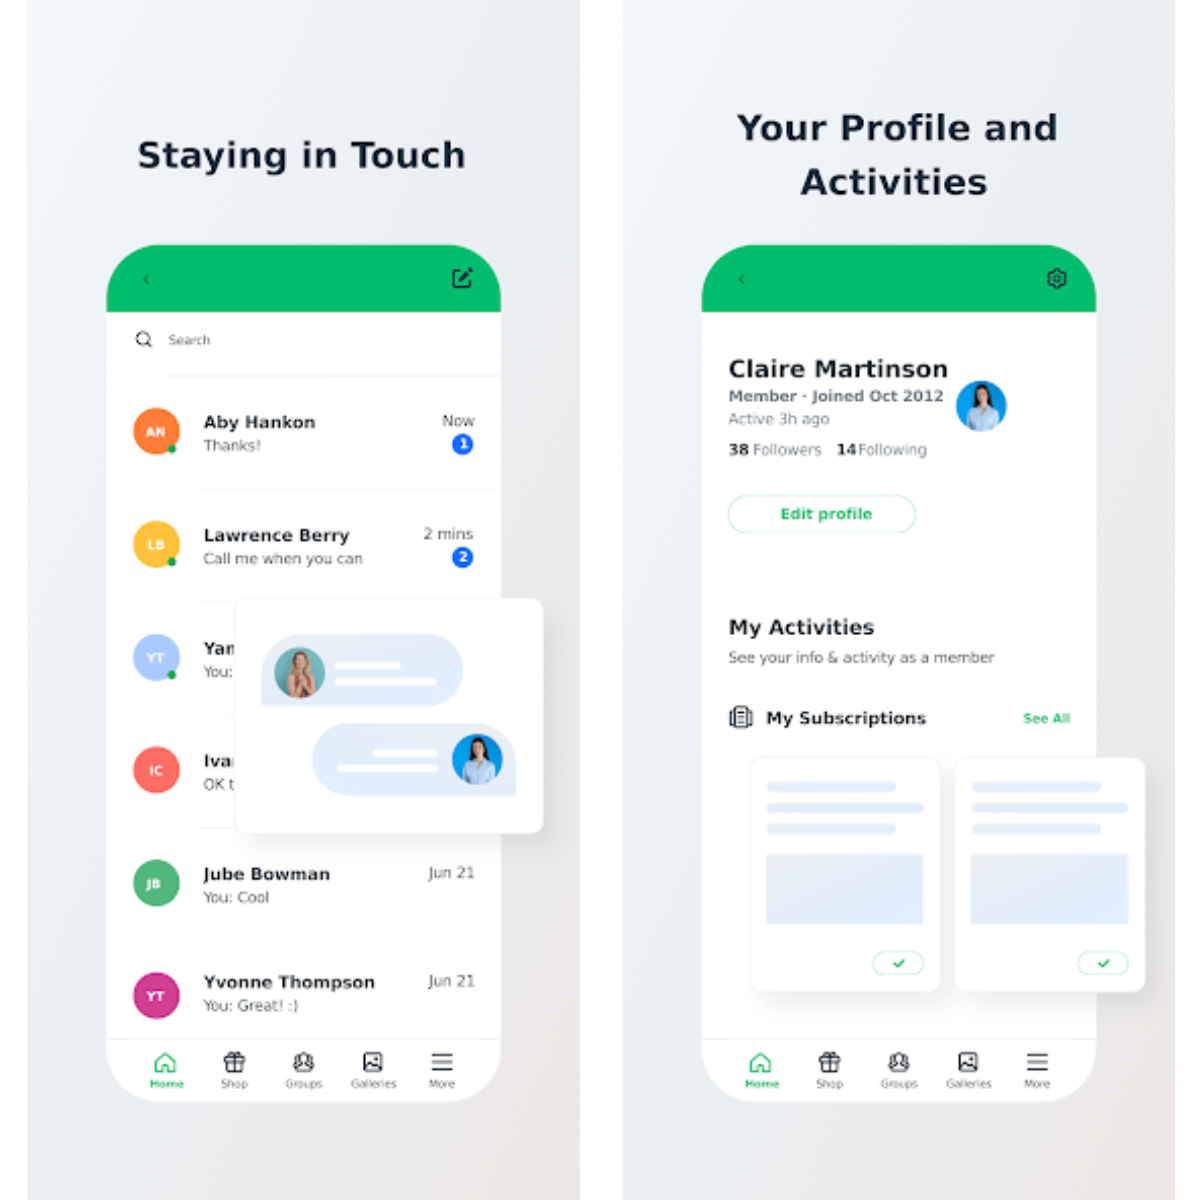 Staying in Touch
Search
AN
Aby Hankon
Now
Thanks!
1
LB
Lawrence Berry
2 mins
Call me when you can
2
YT
You:
IC
JB
Jube Bowman
Jun 21
You: Cool
YT
Yvonne Thompson
Jun 21
You: Great! :)
Home
Shop
Groups
Galleries
More
Your Profile and
Activities
Claire Martinson
Member · Joined Oct 2012
Active 3h ago
38 Followers 14 Following
Edit profile
My Activities
See your info & activity as a member
My Subscriptions
See All
Home
Shop
Groups
Galleries
More